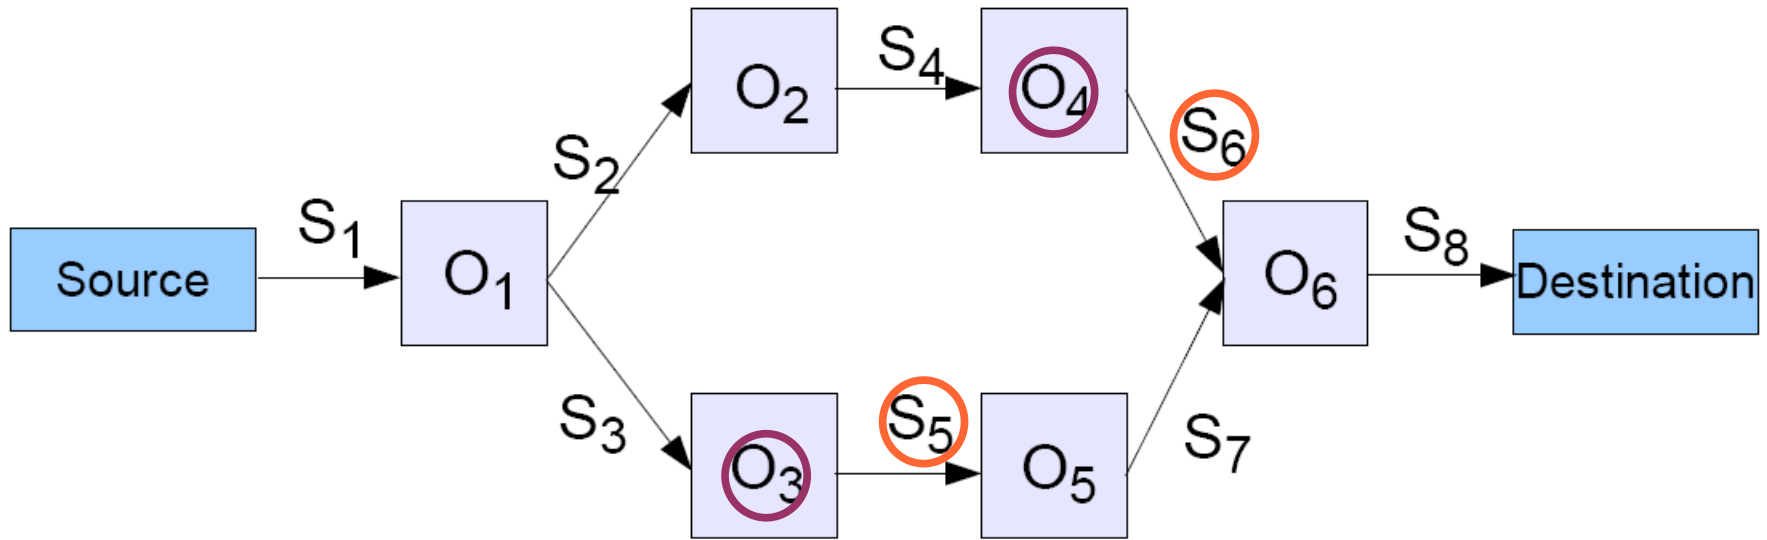 O2
S4
O4
S6
S2
Source
S1
O1
O6
S8
Destination
S3
O3
S5
O5
S7